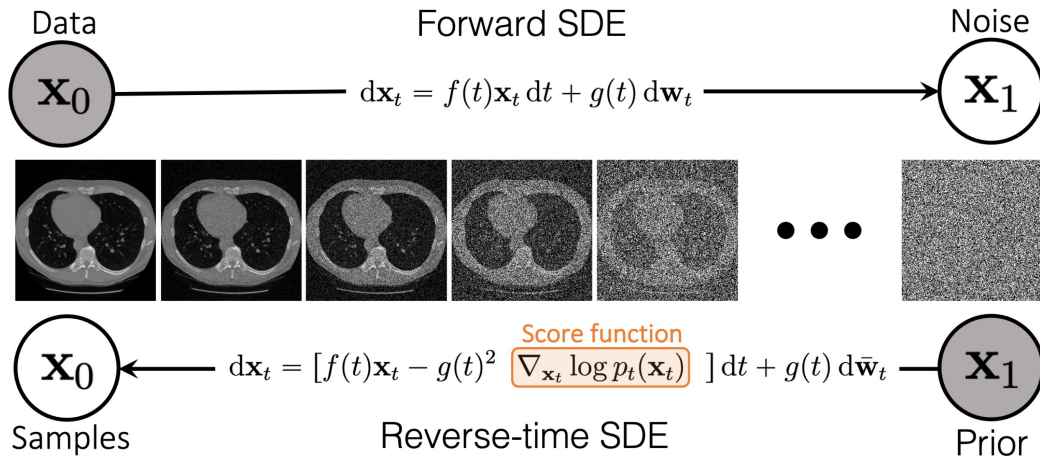 Data
Forward SDE
Noise
𝐱₀
d𝐱ₜ = f(t)𝐱ₜ dt + g(t) d𝐰ₜ
𝐱₁
Score function
𝐱₀
d𝐱ₜ = [f(t)𝐱ₜ − g(t)² ∇_𝐱ₜ log pₜ(𝐱ₜ) ] dt + g(t) d𝐰̄ₜ
𝐱₁
Samples
Reverse-time SDE
Prior